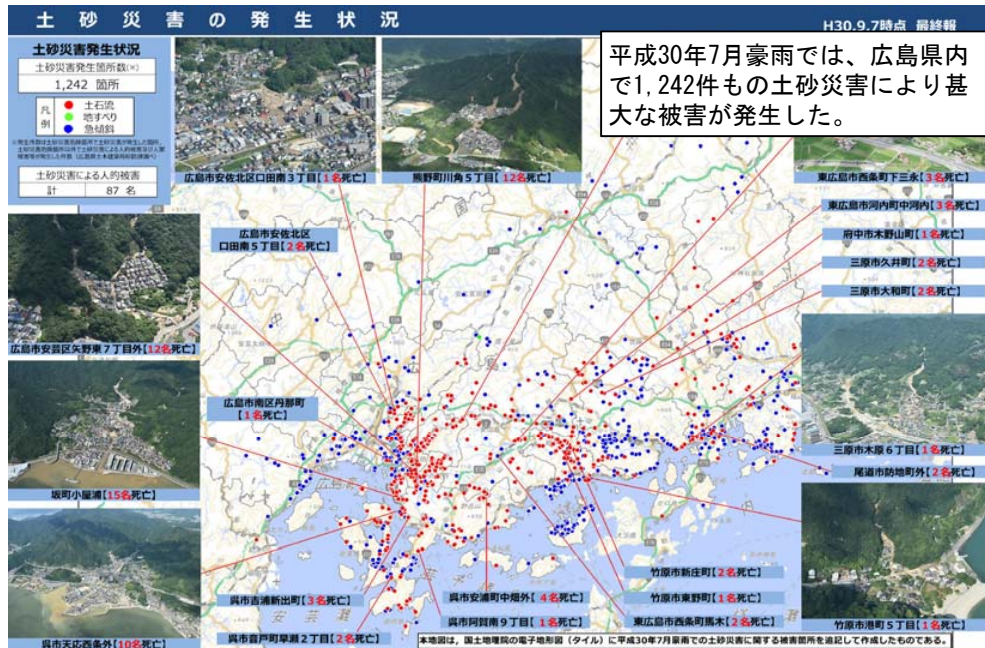 土砂災害の発生状況
H30.9.7時点 最終報
平成30年7月豪雨では、広島県内
で1,242件もの土砂災害により甚
大な被害が発生した。
土砂災害発生状況
土砂災害発生箇所数(※)
1,242 箇所
凡例
土石流
地すべり
急傾斜
土砂災害による人的被害
計 87 名
広島市安佐北区口田南3丁目【1名死亡】
熊野町川角5丁目【12名死亡】
東広島市西条町下三永【3名死亡】
東広島市河内町中河内【3名死亡】
府中市木野山町【1名死亡】
三原市久井町【2名死亡】
三原市大和町【2名死亡】
広島市安佐北区
口田南5丁目【2名死亡】
広島市安芸区矢野東7丁目外【12名死亡】
広島市南区丹那町
【1名死亡】
三原市木原6丁目【1名死亡】
尾道市防地町外【2名死亡】
坂町小屋浦【15名死亡】
竹原市新庄町【2名死亡】
呉市吉浦新出町【3名死亡】
呉市安浦町中畑外【4名死亡】
竹原市東野町【1名死亡】
呉市阿賀南9丁目【1名死亡】
東広島市西条町馬木【2名死亡】
竹原市港町5丁目【1名死亡】
呉市音戸町早瀬2丁目【2名死亡】
呉市天応西条外【10名死亡】
本地図は，国土地理院の電子地形図（タイル）に平成30年7月豪雨での土砂災害に関する被害箇所を追記して作成したものである。
広島湾
安芸灘